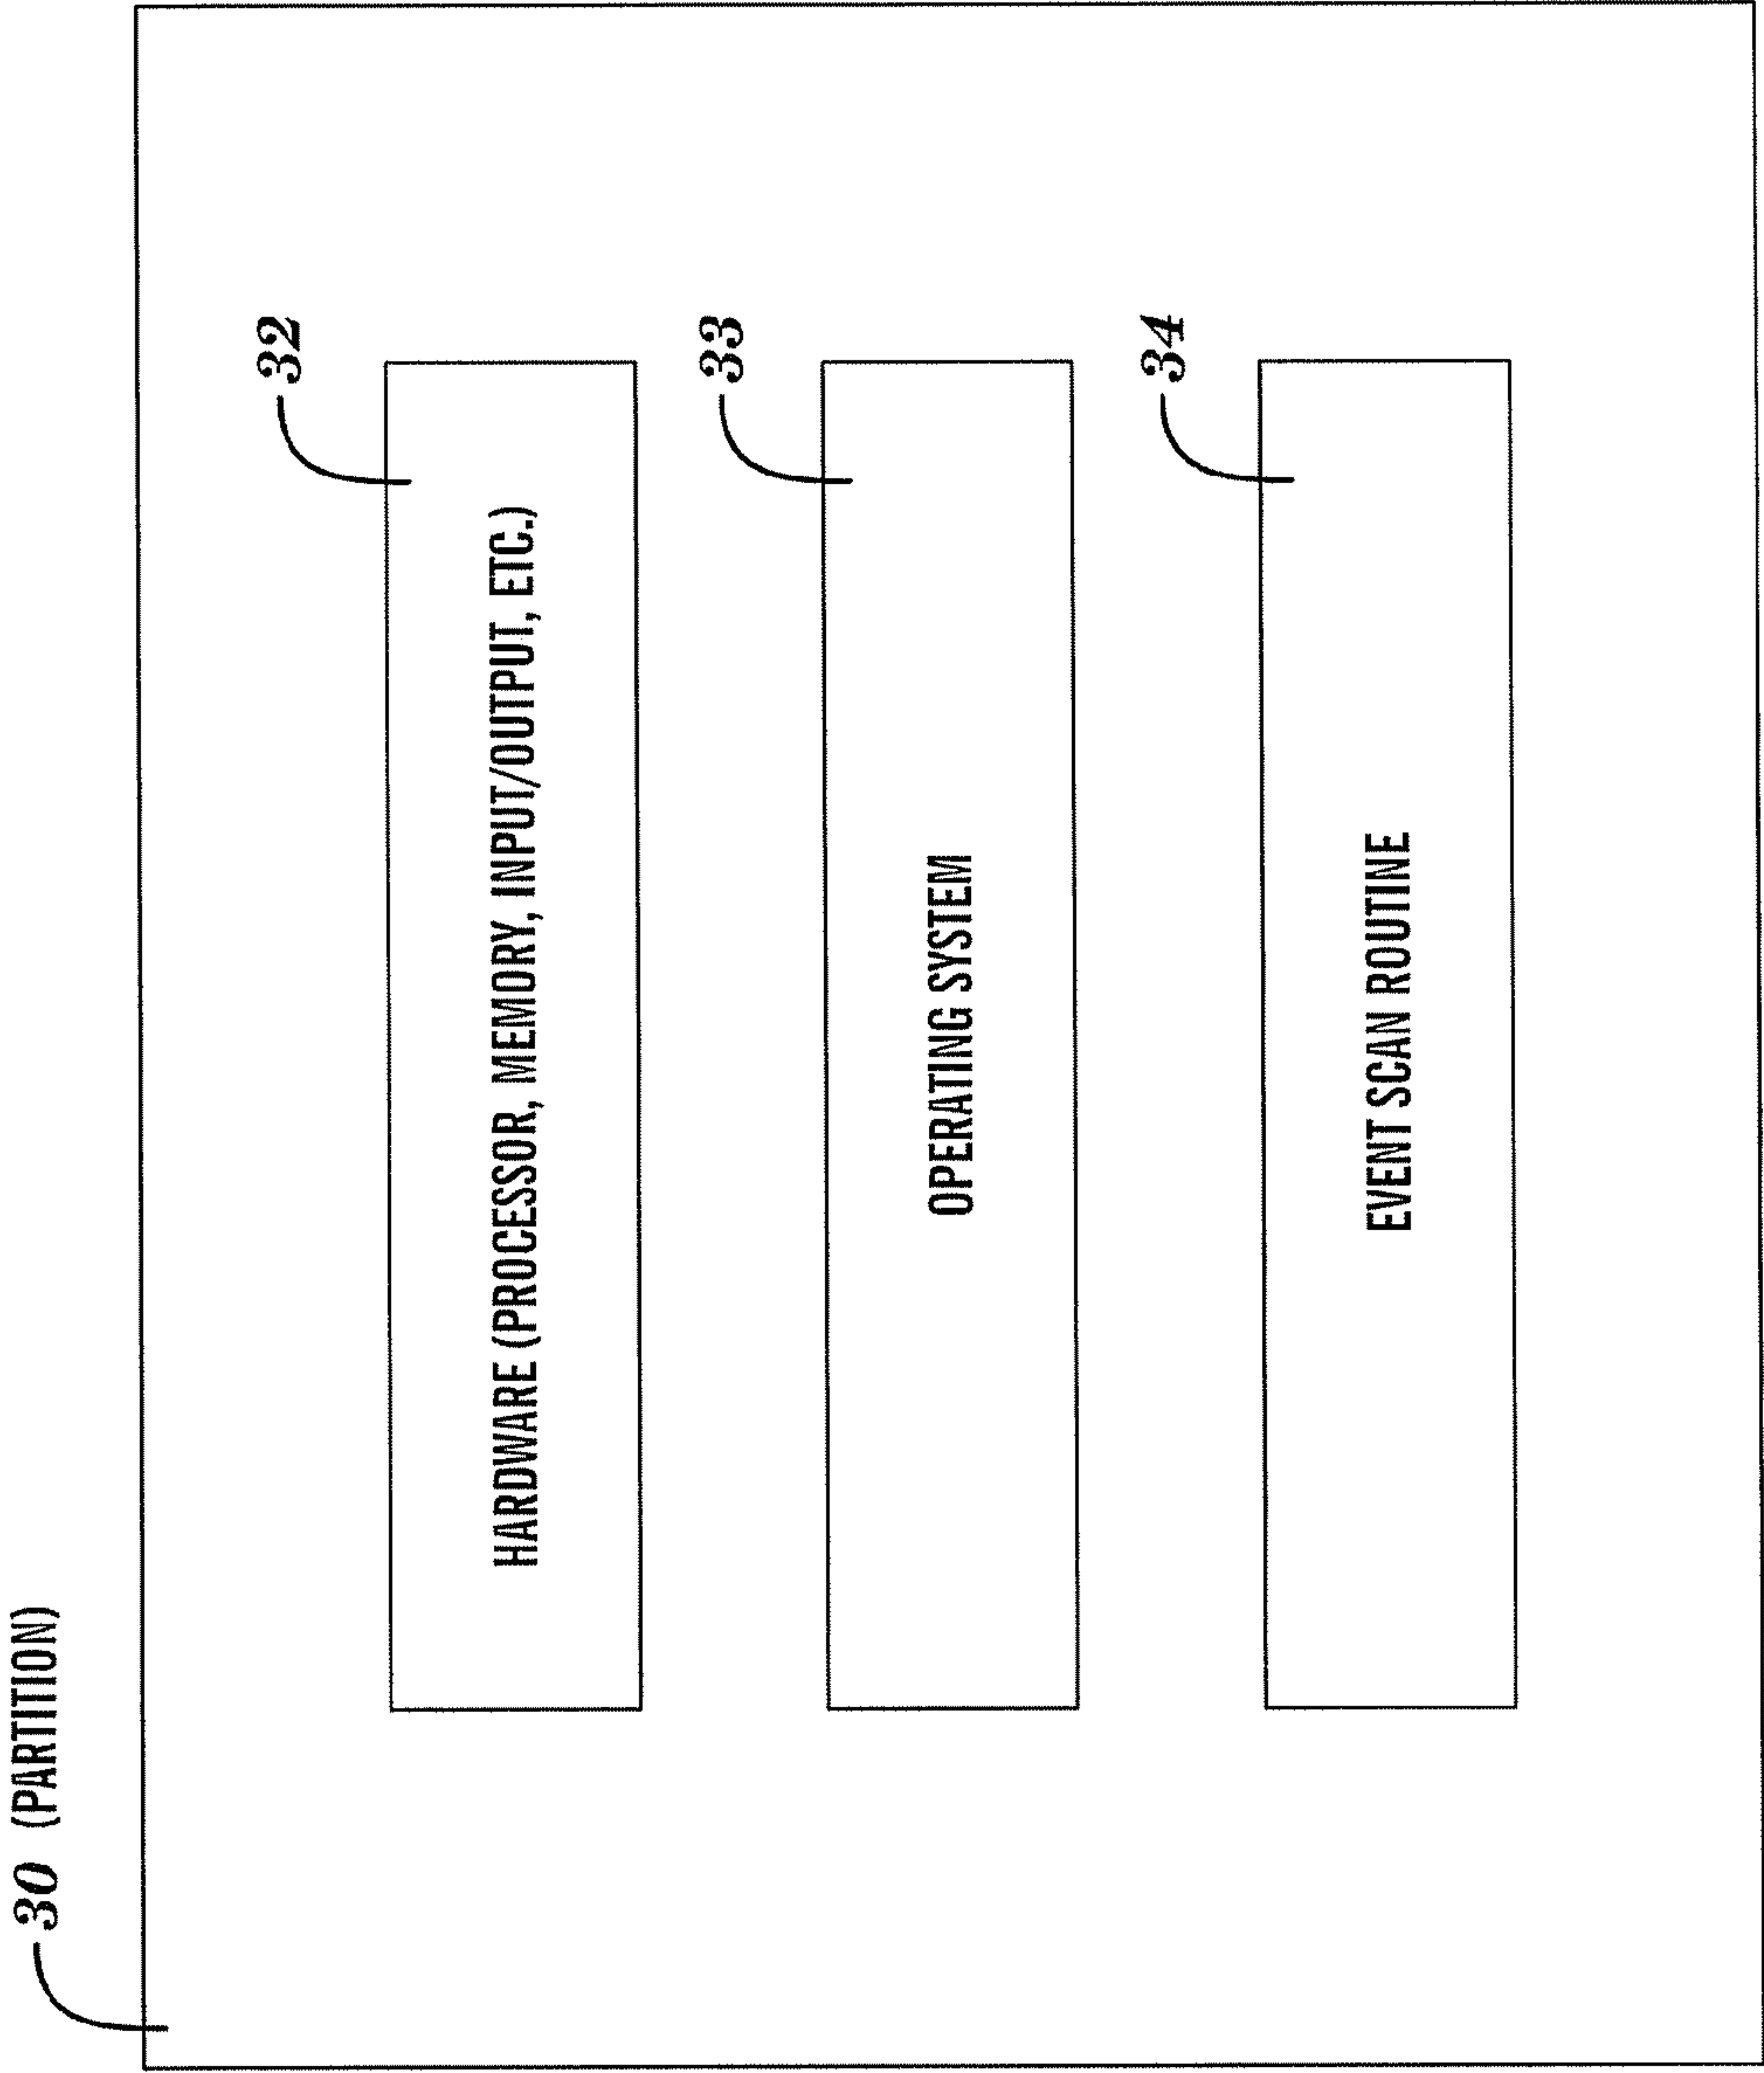 30 (PARTITION)
32
HARDWARE (PROCESSOR, MEMORY, INPUT/OUTPUT, ETC.)
33
OPERATING SYSTEM
34
EVENT SCAN ROUTINE